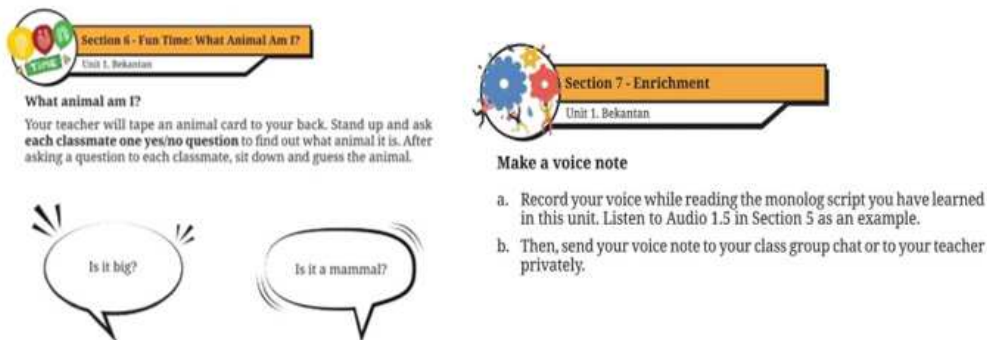 FUN
TIME
Section 6 - Fun Time: What Animal Am I?
Unit 1. Bekantan
What animal am I?
Your teacher will tape an animal card to your back. Stand up and ask
each classmate one yes/no question to find out what animal it is. After
asking a question to each classmate, sit down and guess the animal.
Is it big?
Is it a mammal?
Section 7 - Enrichment
Unit 1. Bekantan
Make a voice note
a. Record your voice while reading the monolog script you have learned
in this unit. Listen to Audio 1.5 in Section 5 as an example.
b. Then, send your voice note to your class group chat or to your teacher
privately.